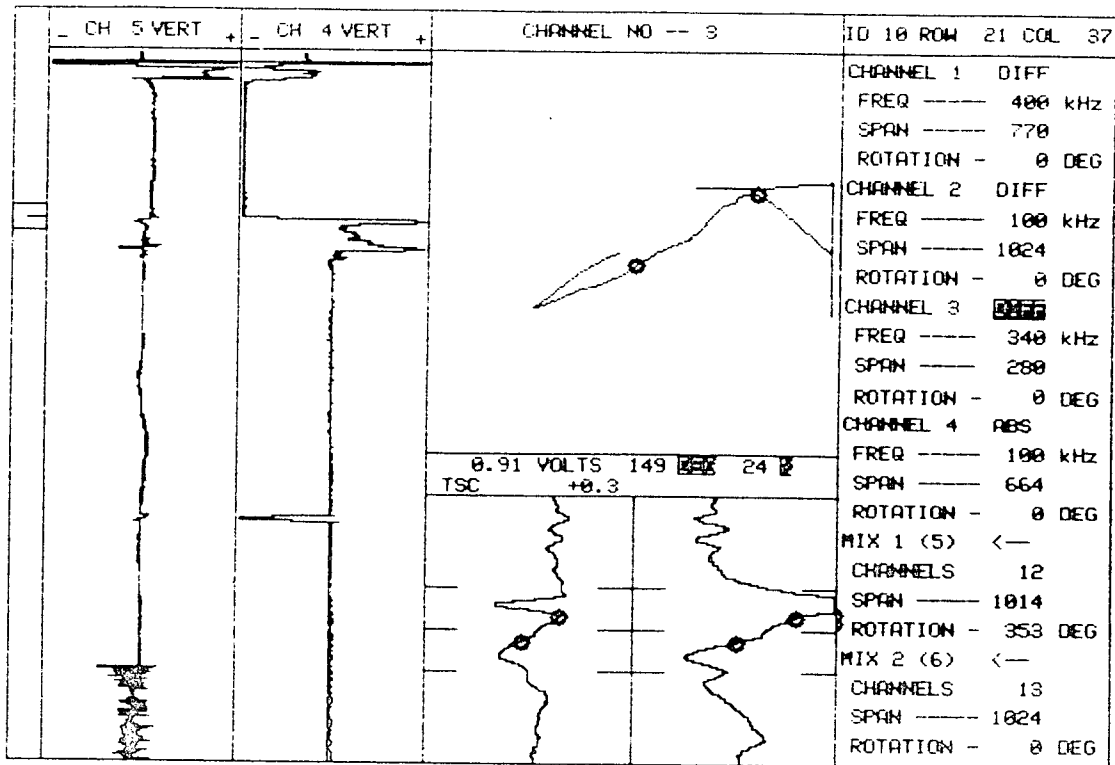 _ CH 5 VERT +
_ CH 4 VERT +
CHANNEL NO -- 3
ID 10 ROW 21 COL 37
CHANNEL 1 DIFF
FREQ ----- 400 kHz
SPAN ----- 770
ROTATION - 0 DEG
CHANNEL 2 DIFF
FREQ ----- 100 kHz
SPAN ----- 1024
ROTATION - 0 DEG
CHANNEL 3 DIFF
FREQ ----- 340 kHz
SPAN ----- 280
ROTATION - 0 DEG
CHANNEL 4 ABS
FREQ ----- 100 kHz
SPAN ----- 664
ROTATION - 0 DEG
MIX 1 (5) <--
CHANNELS 12
SPAN ----- 1014
ROTATION - 353 DEG
MIX 2 (6) <--
CHANNELS 13
SPAN ----- 1024
ROTATION - 0 DEG
0.91 VOLTS 149 24
TSC +0.3